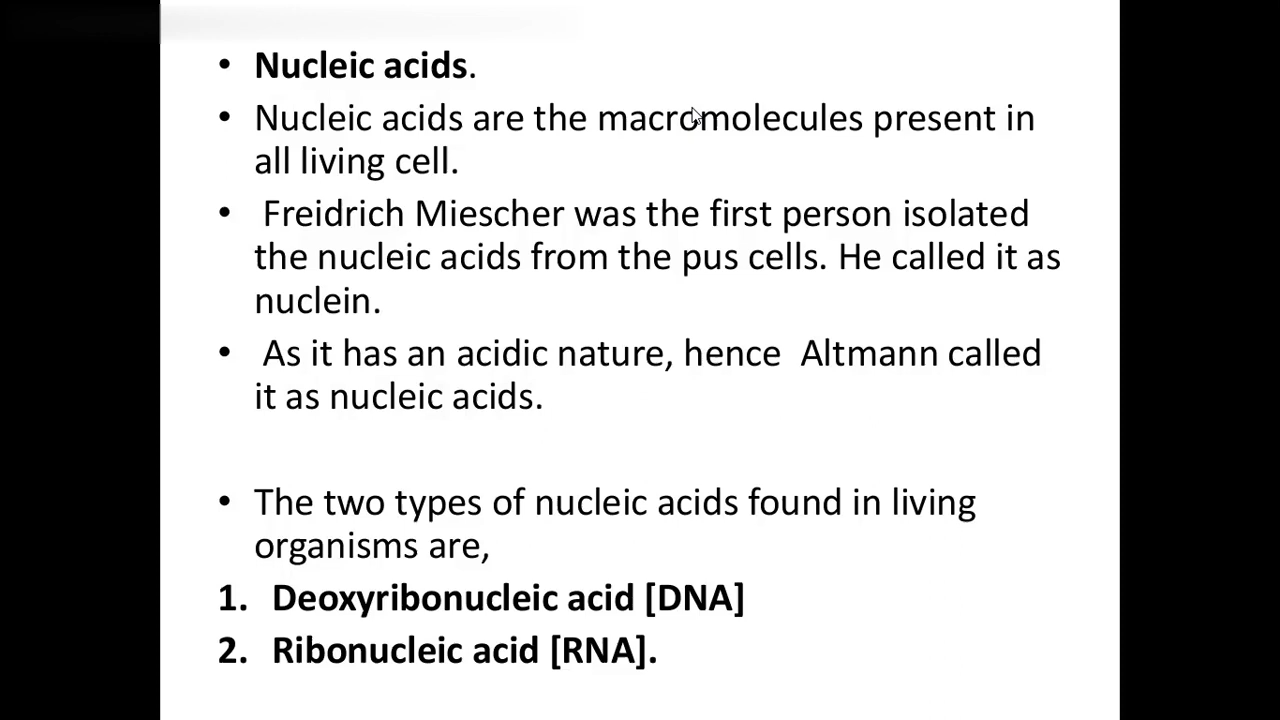 • Nucleic acids.
• Nucleic acids are the macromolecules present in
all living cell.
• Freidrich Miescher was the first person isolated
the nucleic acids from the pus cells. He called it as
nuclein.
• As it has an acidic nature, hence Altmann called
it as nucleic acids.
• The two types of nucleic acids found in living
organisms are,
1. Deoxyribonucleic acid [DNA]
2. Ribonucleic acid [RNA].